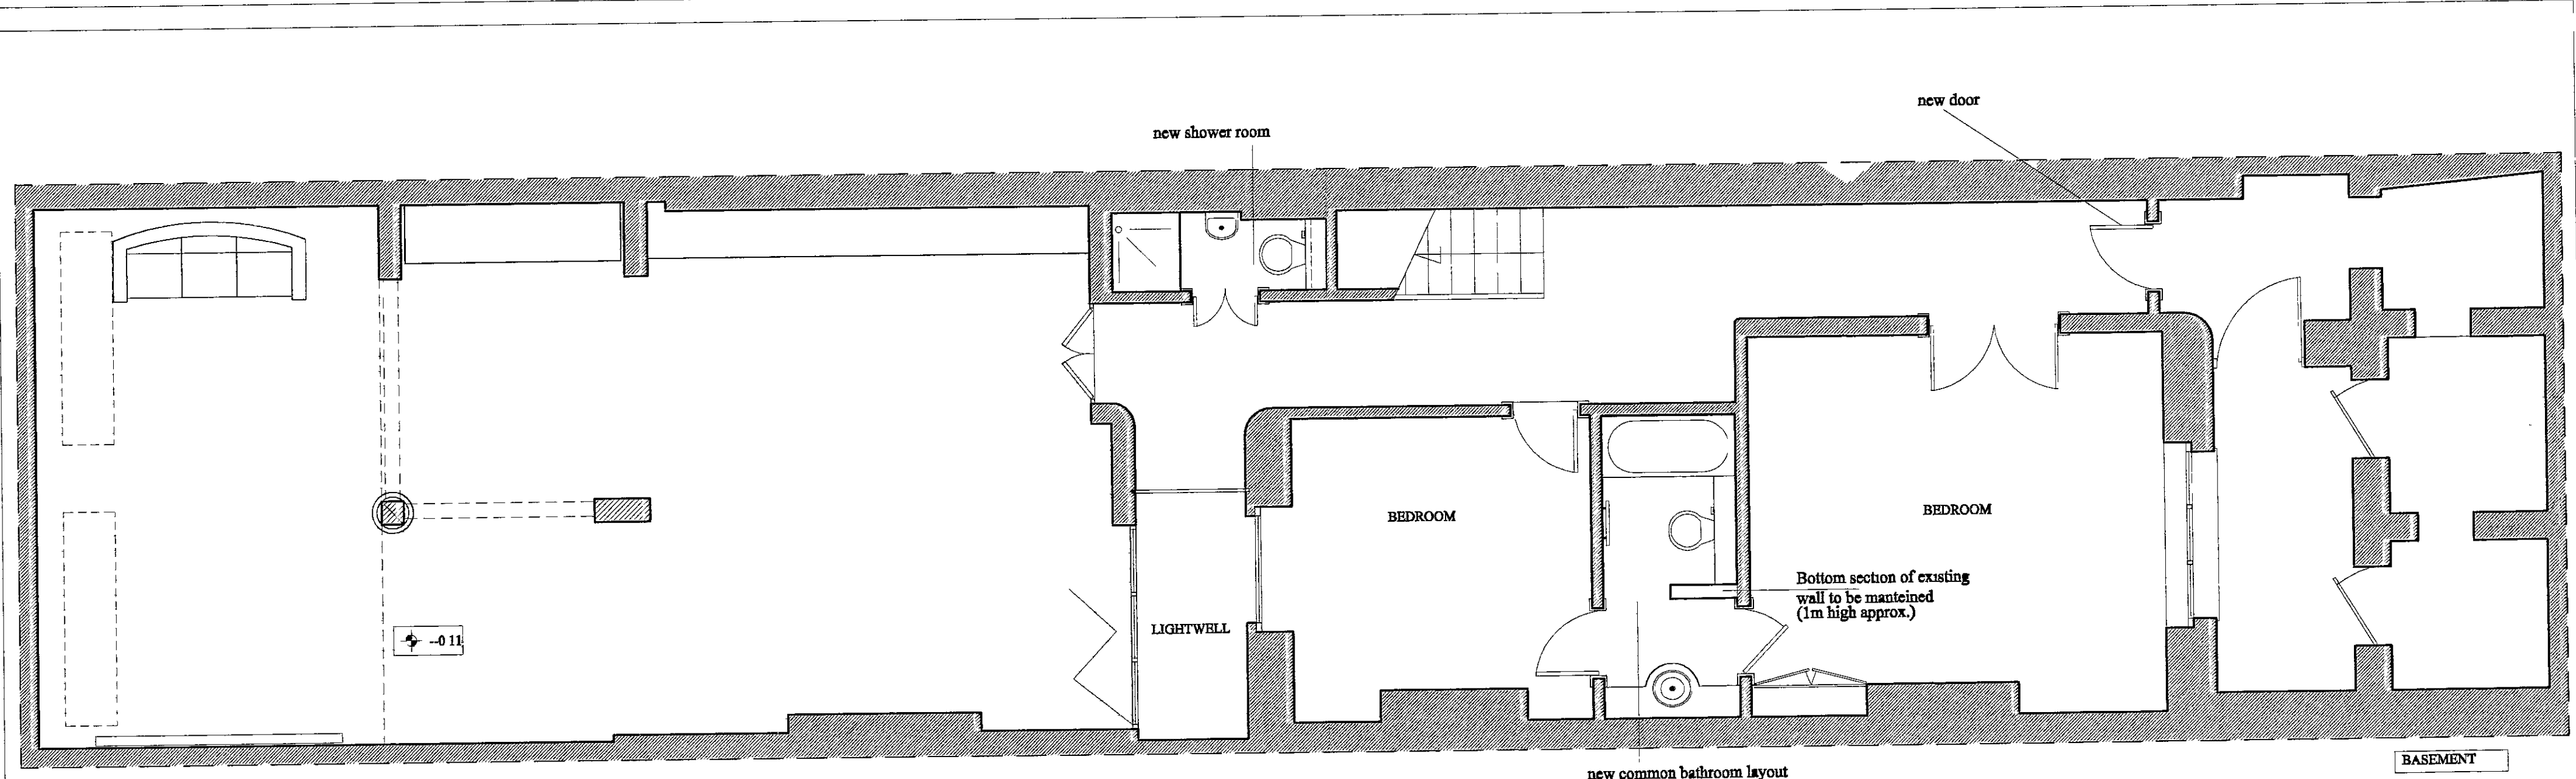 new door
new shower room
BEDROOM
BEDROOM
Bottom section of existing
wall to be manteined
(1m high approx.)
LIGHTWELL
--0 11
BASEMENT
new common bathroom layout